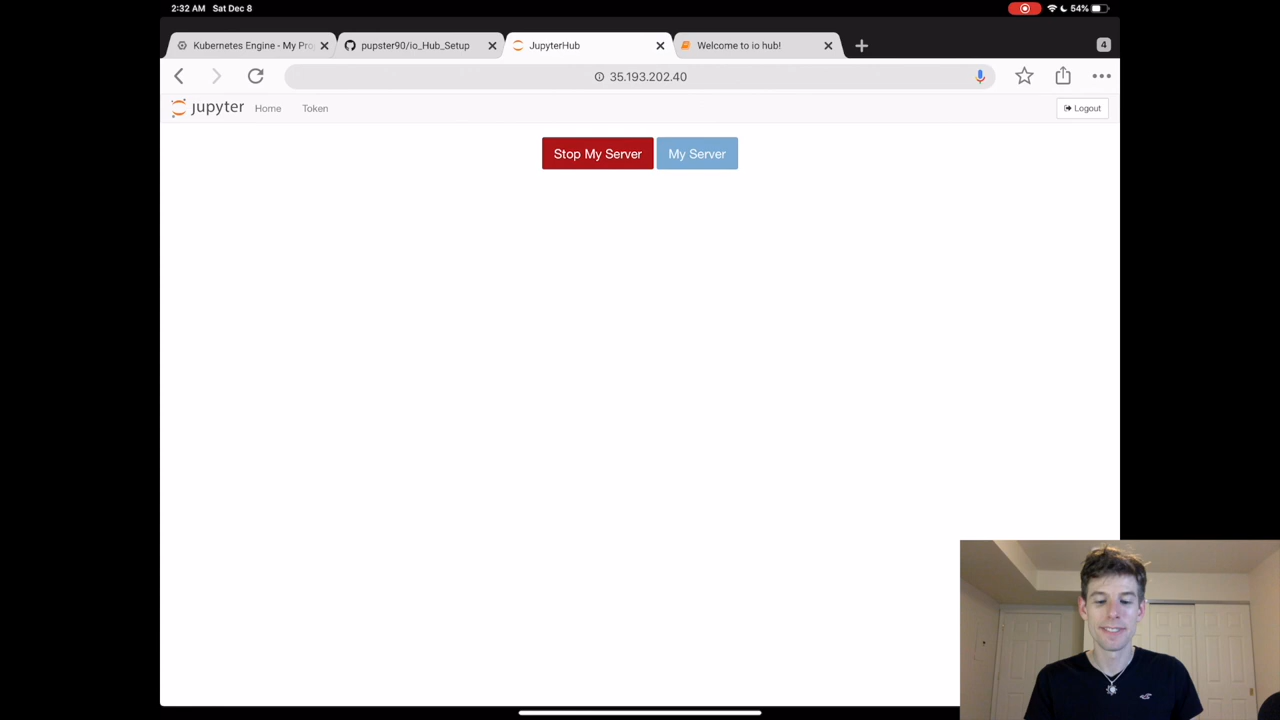 2:32 AM Sat Dec 8
54%
Kubernetes Engine - My Pro
pupster90/io_Hub_Setup
JupyterHub
Welcome to io hub!
4
35.193.202.40
jupyter
Home
Token
Logout
Stop My Server
My Server